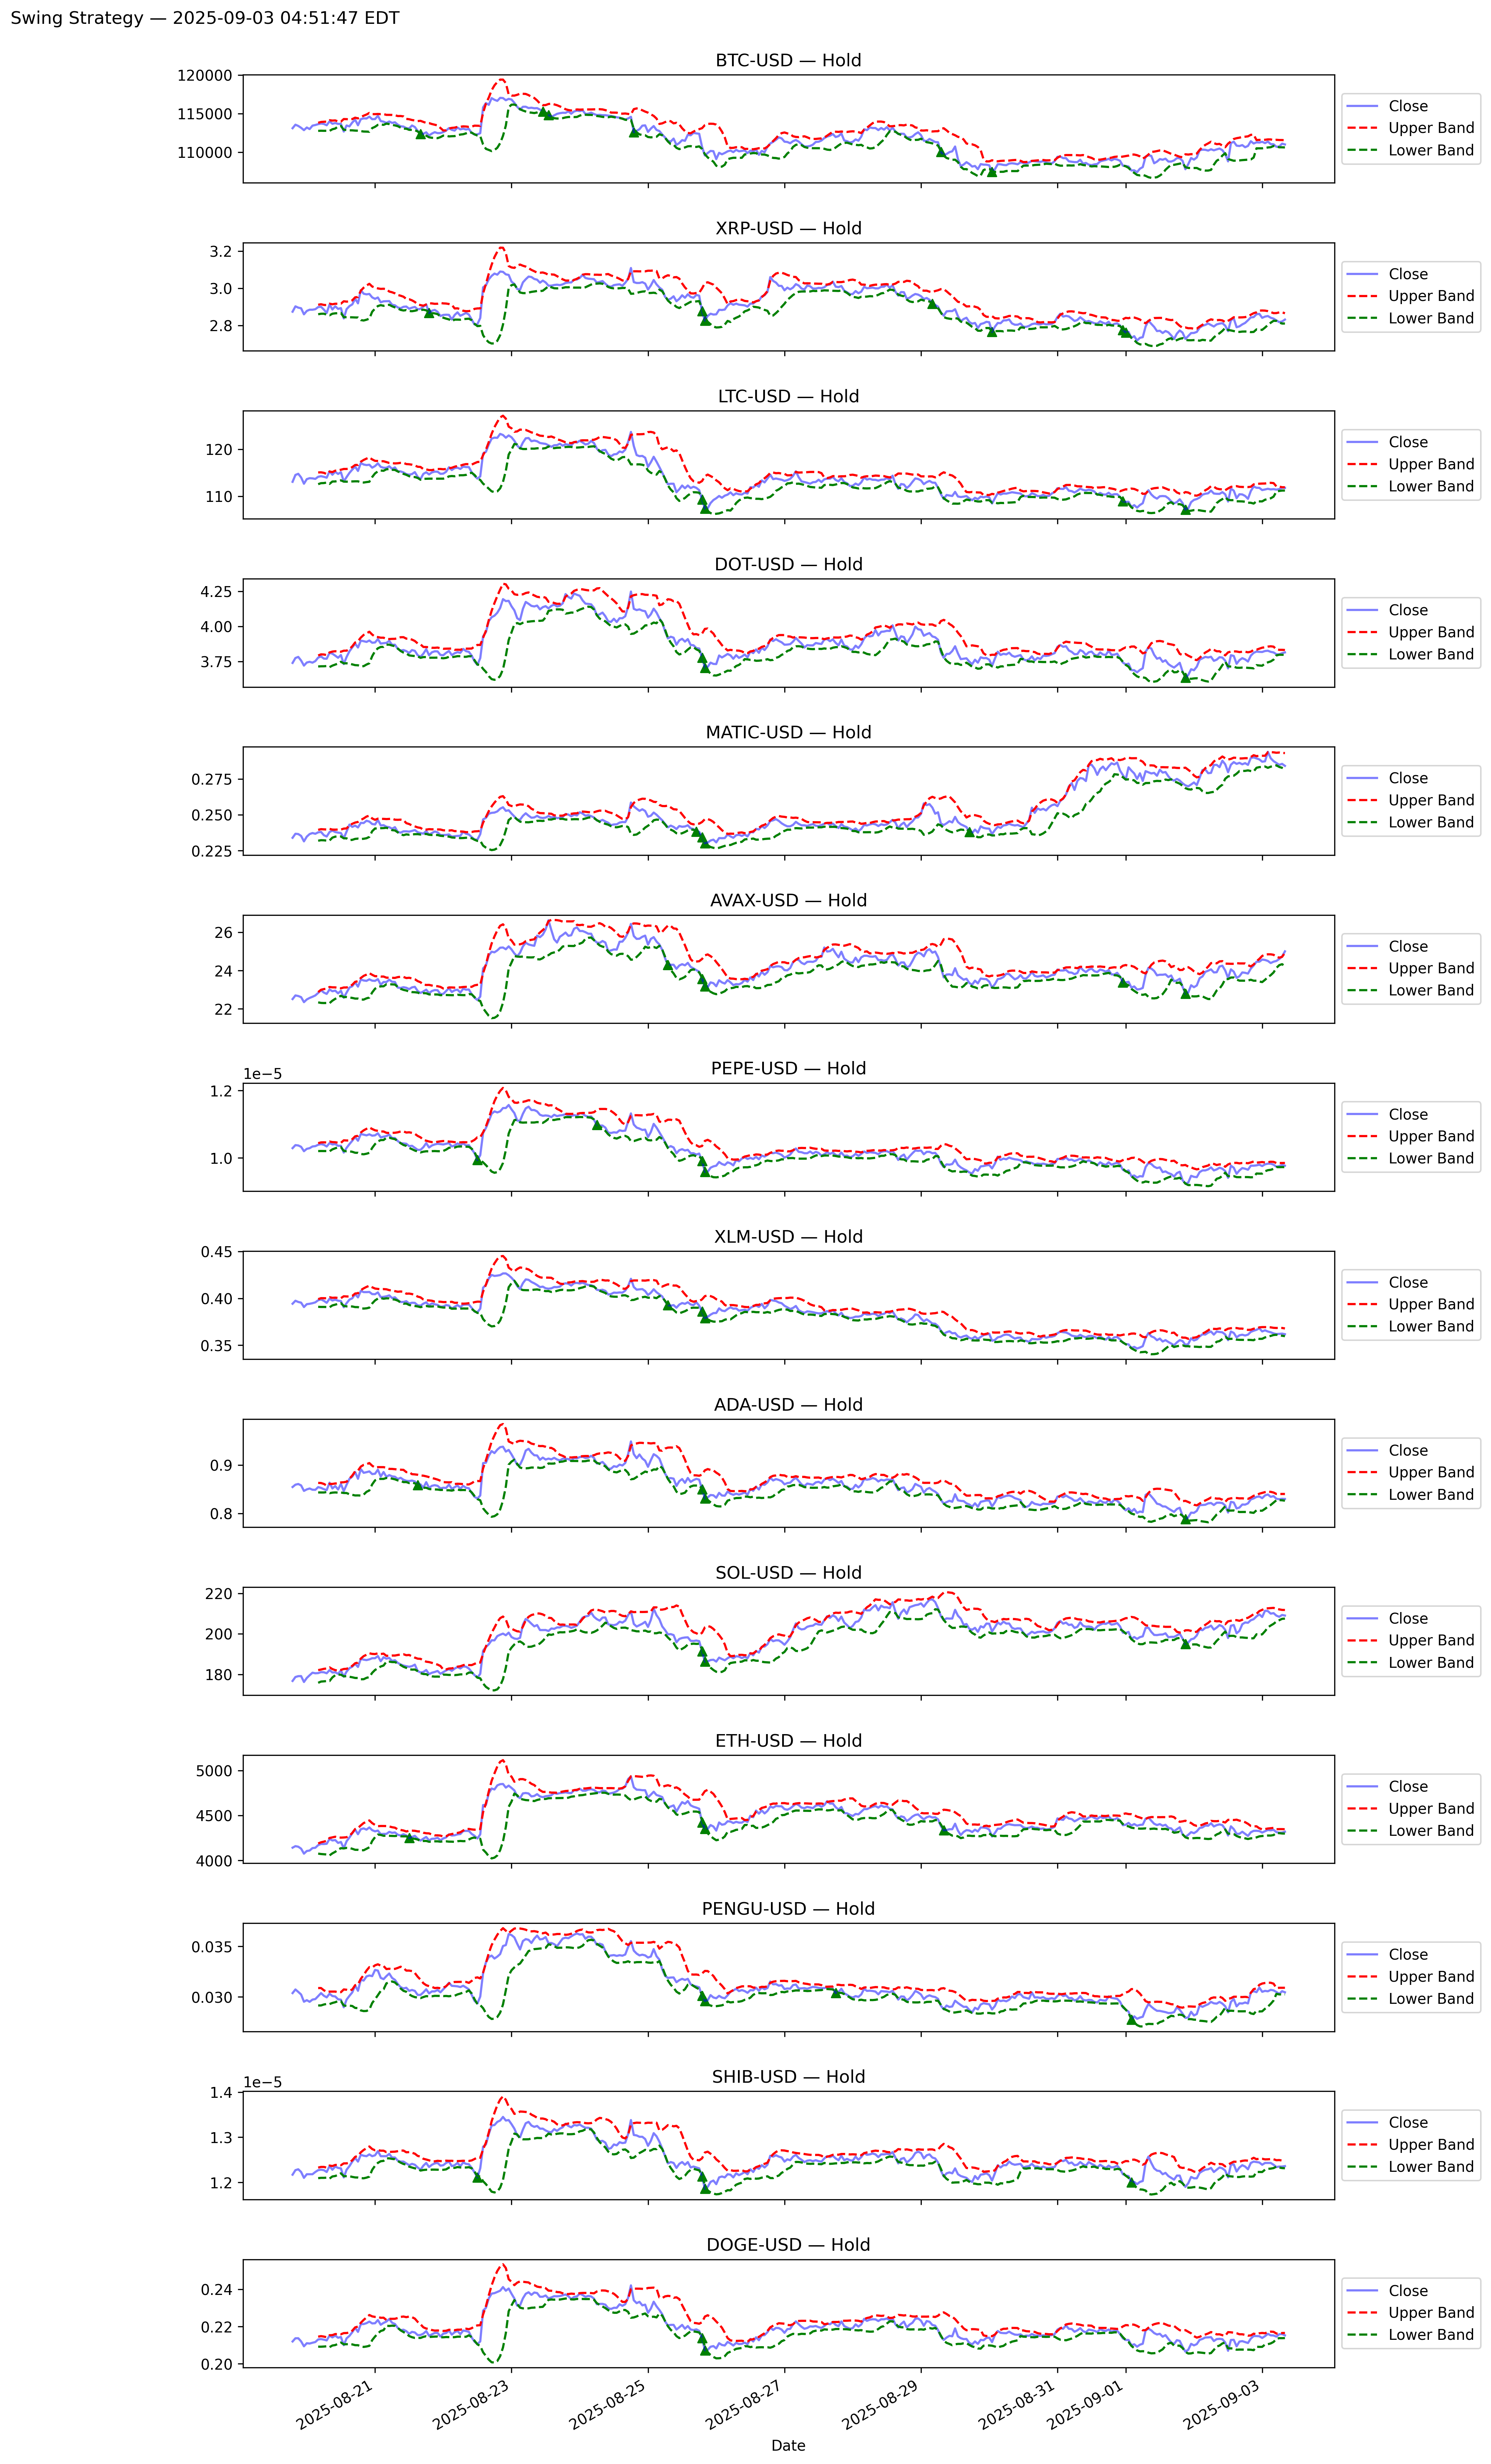 Swing Strategy — 2025-09-03 04:51:47 EDT
BTC-USD — Hold
120000
115000
110000
Close
Upper Band
Lower Band
XRP-USD — Hold
3.2
3.0
2.8
Close
Upper Band
Lower Band
LTC-USD — Hold
120
110
Close
Upper Band
Lower Band
DOT-USD — Hold
4.25
4.00
3.75
Close
Upper Band
Lower Band
MATIC-USD — Hold
0.275
0.250
0.225
Close
Upper Band
Lower Band
AVAX-USD — Hold
26
24
22
Close
Upper Band
Lower Band
PEPE-USD — Hold
1e−5
1.2
1.0
Close
Upper Band
Lower Band
XLM-USD — Hold
0.45
0.40
0.35
Close
Upper Band
Lower Band
ADA-USD — Hold
0.9
0.8
Close
Upper Band
Lower Band
SOL-USD — Hold
220
200
180
Close
Upper Band
Lower Band
ETH-USD — Hold
5000
4500
4000
Close
Upper Band
Lower Band
PENGU-USD — Hold
0.035
0.030
Close
Upper Band
Lower Band
SHIB-USD — Hold
1e−5
1.4
1.3
1.2
Close
Upper Band
Lower Band
DOGE-USD — Hold
0.24
0.22
0.20
Close
Upper Band
Lower Band
2025-08-21
2025-08-23
2025-08-25
2025-08-27
2025-08-29
2025-08-31
2025-09-01
2025-09-03
Date